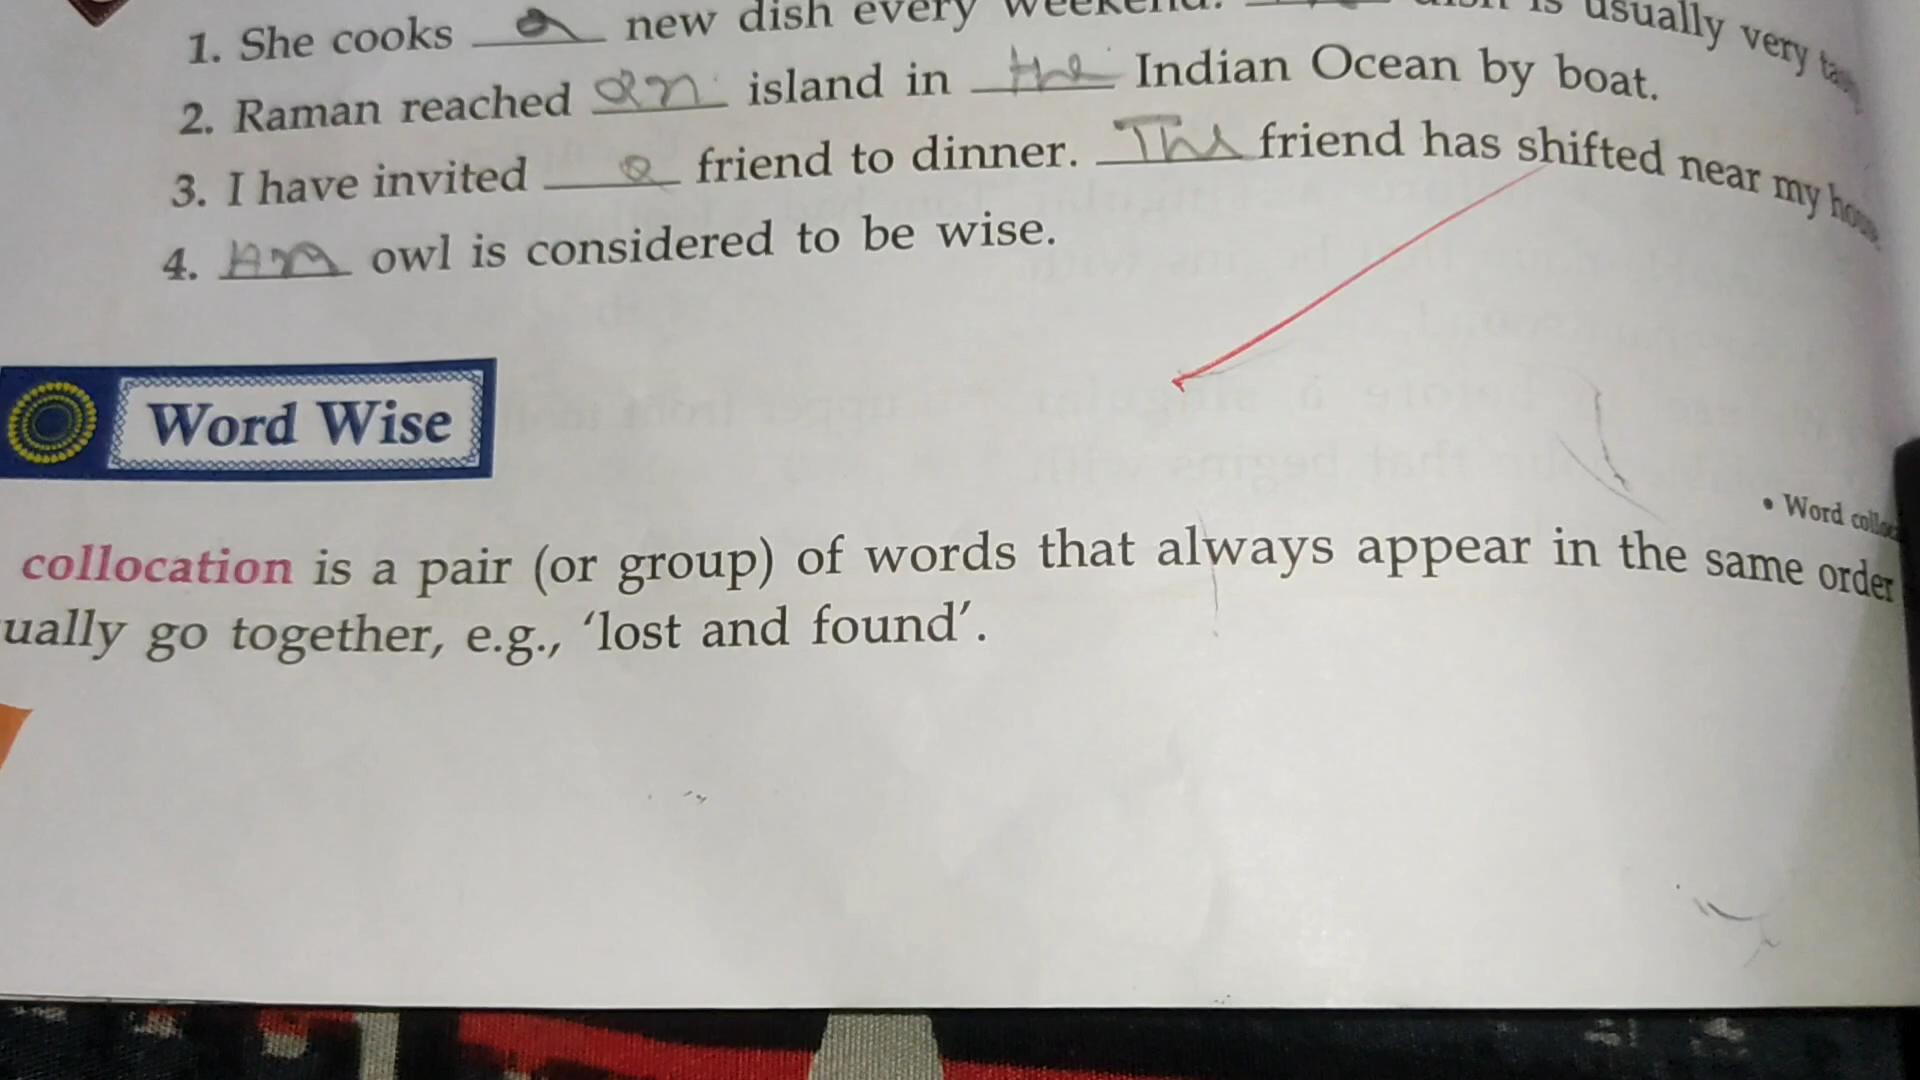 1. She cooks a new dish every weekend. is usually very
2. Raman reached an island in the Indian Ocean by boat.
3. I have invited a friend to dinner. The friend has shifted near my
4. An owl is considered to be wise.
Word Wise
• Word
collocation is a pair (or group) of words that always appear in the same order
ually go together, e.g., ‘lost and found’.